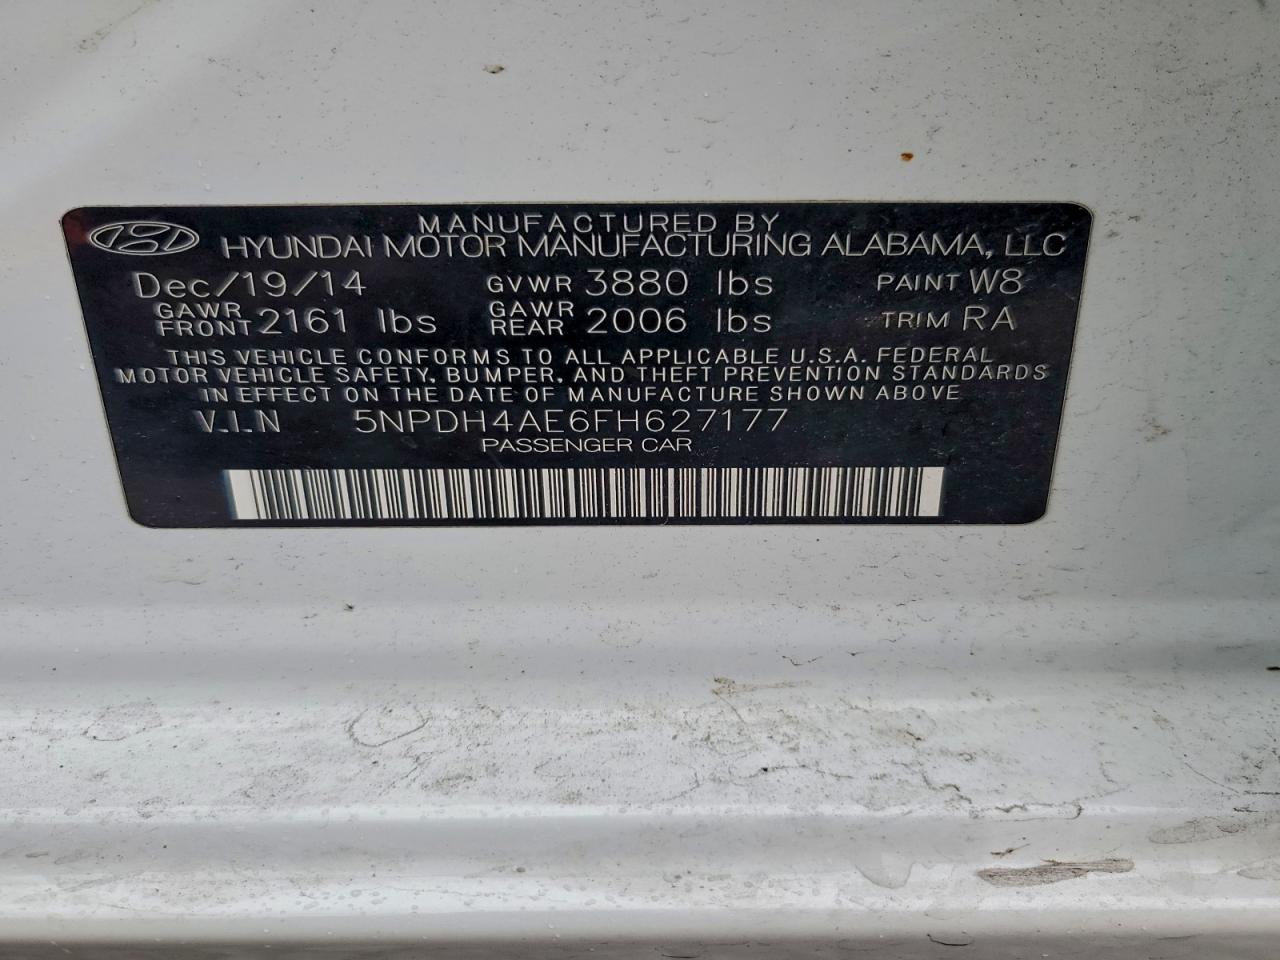 MANUFACTURED BY
HYUNDAI MOTOR MANUFACTURING ALABAMA, LLC
Dec/19/14 GVWR 3880 lbs PAINT W8
GAWR FRONT 2161 lbs GAWR REAR 2006 lbs TRIM RA
THIS VEHICLE CONFORMS TO ALL APPLICABLE U.S.A. FEDERAL
MOTOR VEHICLE SAFETY, BUMPER, AND THEFT PREVENTION STANDARDS
IN EFFECT ON THE DATE OF MANUFACTURE SHOWN ABOVE
V.I.N 5NPDH4AE6FH627177
PASSENGER CAR